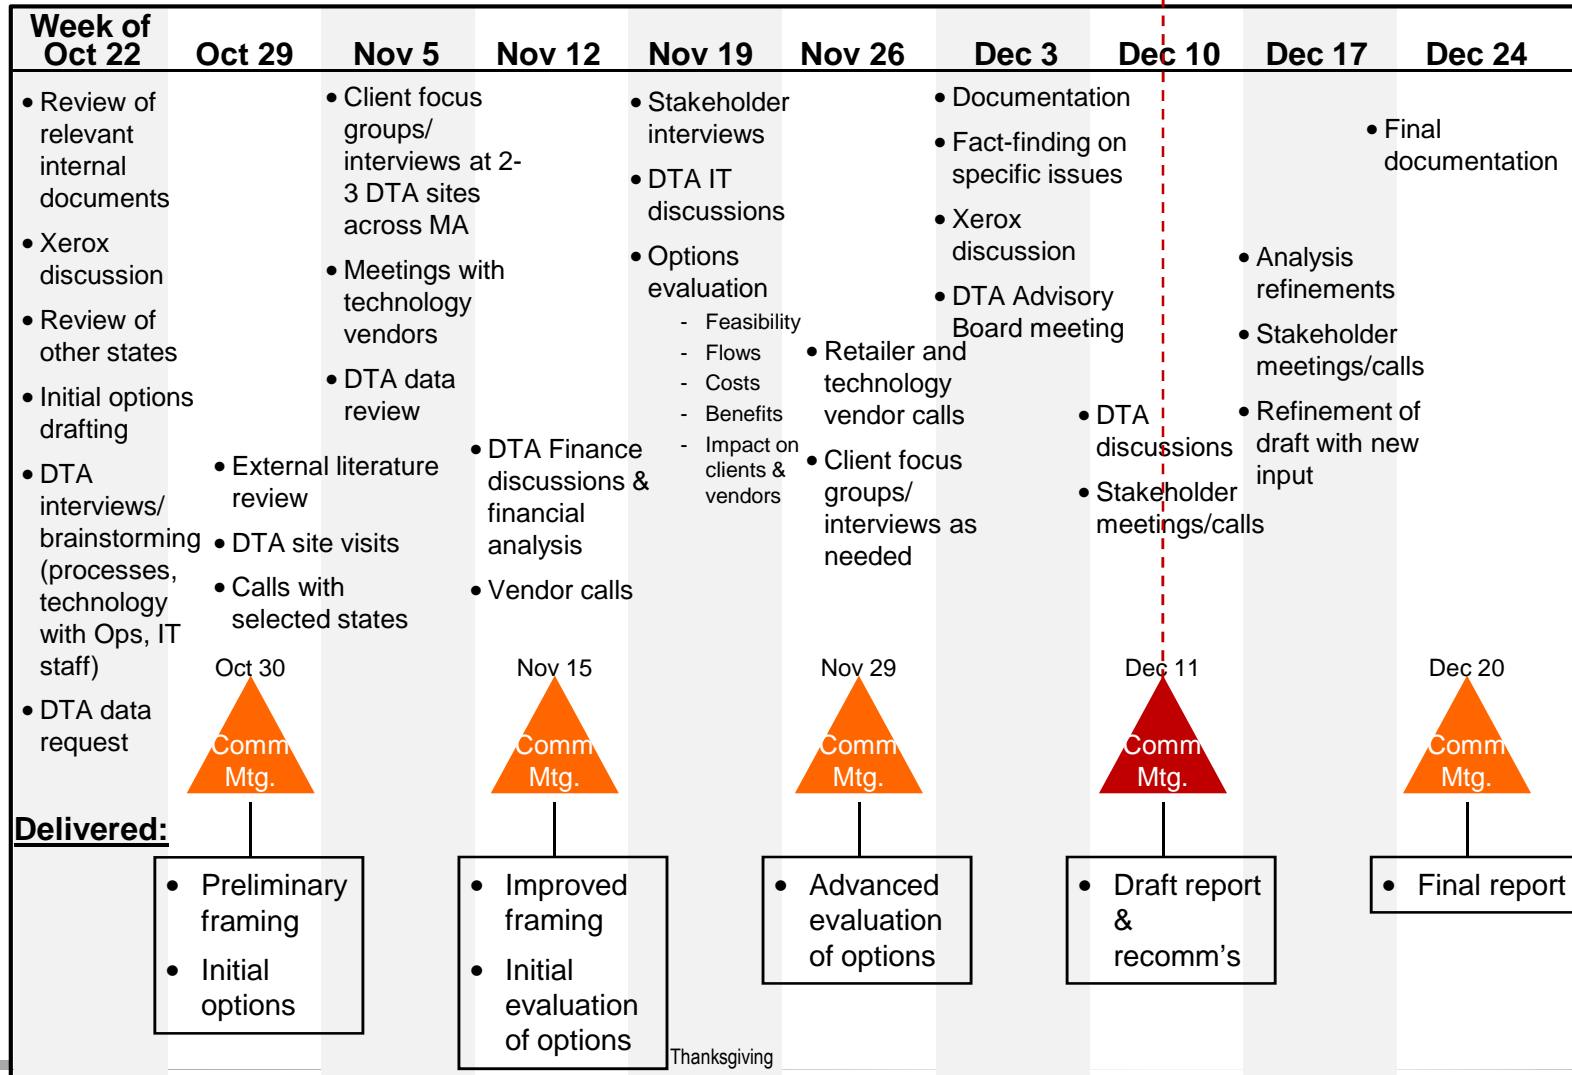 Week of
Oct 22
Oct 29
Nov 5
Nov 12
Nov 19
Nov 26
Dec 3
Dec 10
Dec 17
Dec 24
• Review of
relevant
internal
documents
• Xerox
discussion
• Review of
other states
• Initial options
drafting
• DTA
interviews/
brainstorming
(processes,
technology
with Ops, IT
staff)
• DTA data
request
• External literature
review
• DTA site visits
• Calls with
selected states
• Client focus
groups/
interviews at 2-
3 DTA sites
across MA
• Meetings with
technology
vendors
• DTA data
review
• DTA Finance
discussions &
financial
analysis
• Vendor calls
• Stakeholder
interviews
• DTA IT
discussions
• Options
evaluation
- Feasibility
- Flows
- Costs
- Benefits
- Impact on
clients &
vendors
• Retailer and
technology
vendor calls
• Client focus
groups/
interviews as
needed
• Documentation
• Fact-finding on
specific issues
• Xerox
discussion
• DTA Advisory
Board meeting
• DTA
discussions
• Stakeholder
meetings/calls
• Analysis
refinements
• Stakeholder
meetings/calls
• Refinement of
draft with new
input
• Final
documentation
Oct 30
Comm
Mtg.
Nov 15
Comm
Mtg.
Nov 29
Comm
Mtg.
Dec 11
Comm
Mtg.
Dec 20
Comm
Mtg.
Delivered:
• Preliminary
framing
• Initial
options
• Improved
framing
• Initial
evaluation
of options
• Advanced
evaluation
of options
• Draft report
&
recomm’s
• Final report
Thanksgiving